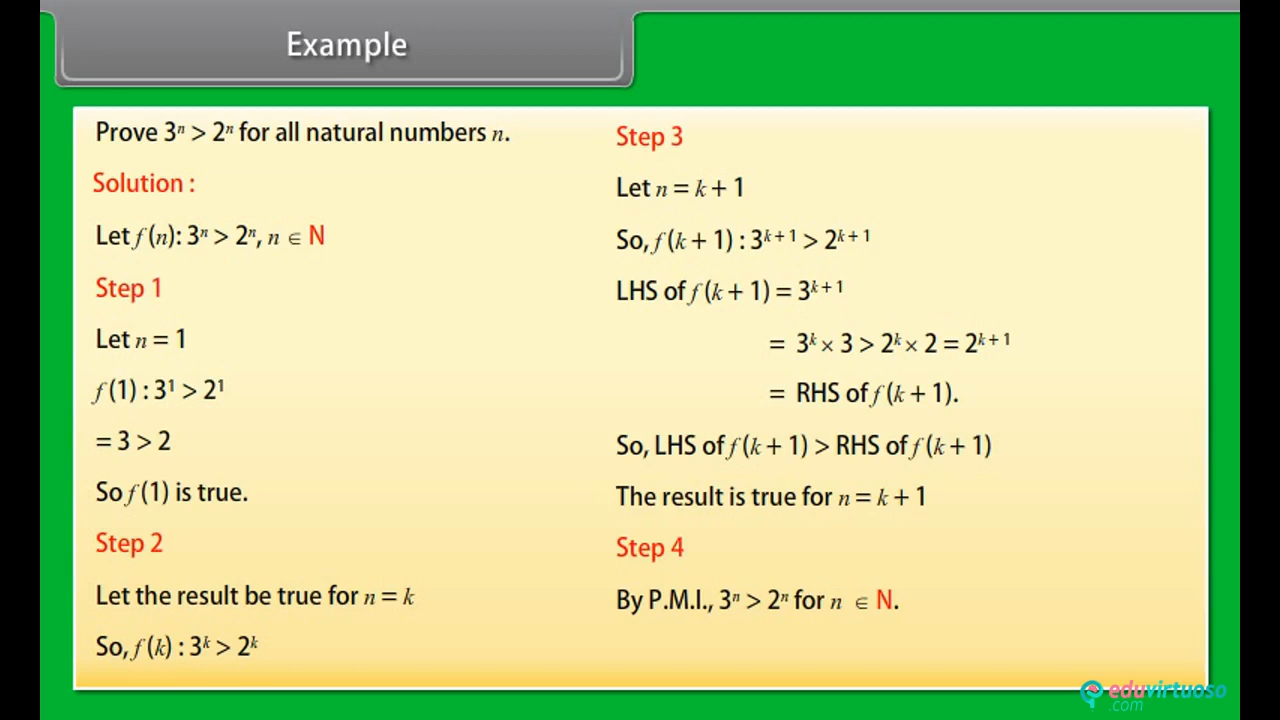 Example
Prove 3ⁿ > 2ⁿ for all natural numbers n.
Solution :
Let f (n) : 3ⁿ > 2ⁿ, n ∈ N
Step 1
Let n = 1
f (1) : 3¹ > 2¹
= 3 > 2
So f (1) is true.
Step 2
Let the result be true for n = k
So, f (k) : 3ᵏ > 2ᵏ
Step 3
Let n = k + 1
So, f (k + 1) : 3ᵏ⁺¹ > 2ᵏ⁺¹
LHS of f (k + 1) = 3ᵏ⁺¹
= 3ᵏ × 3 > 2ᵏ × 2 = 2ᵏ⁺¹
= RHS of f (k + 1).
So, LHS of f (k + 1) > RHS of f (k + 1)
The result is true for n = k + 1
Step 4
By P.M.I., 3ⁿ > 2ⁿ for n ∈ N.
eduvirtuoso
.com